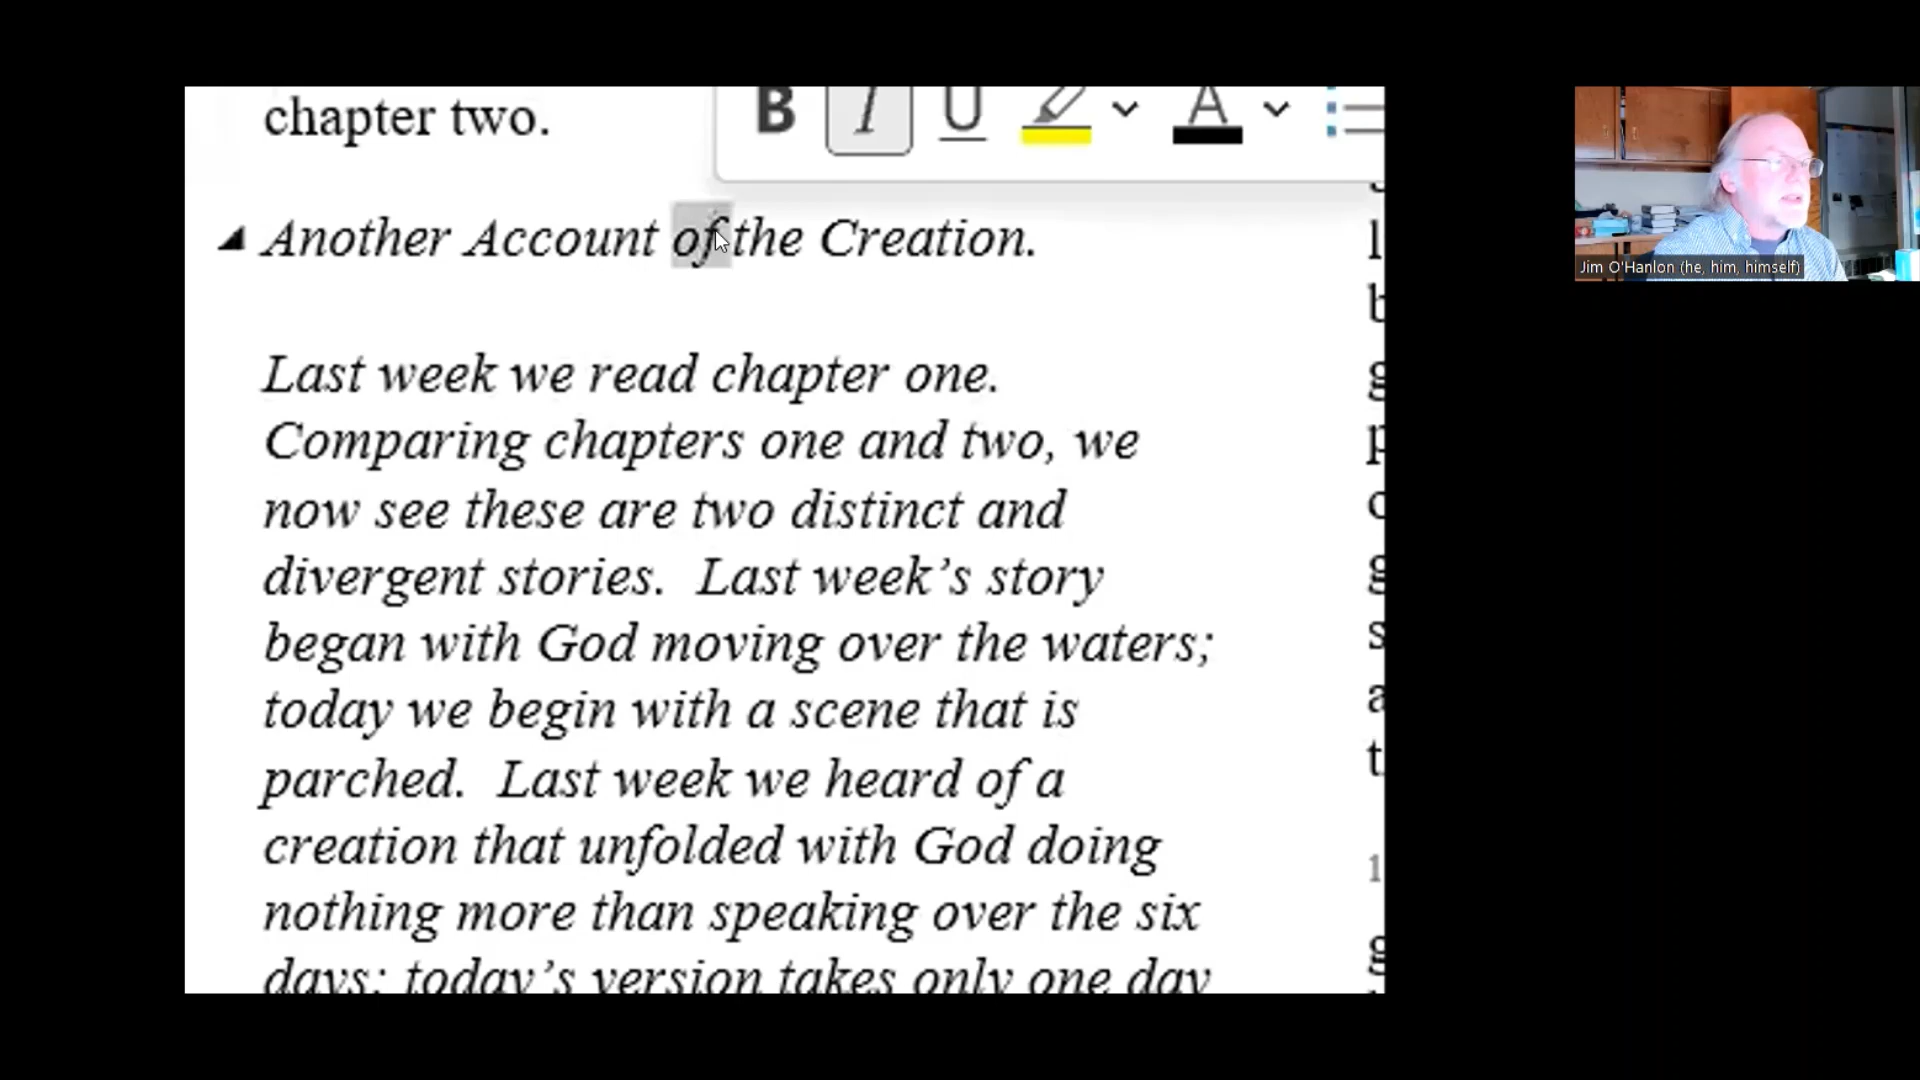 chapter two.
B I U A
Another Account of the Creation.
Last week we read chapter one.
Comparing chapters one and two, we
now see these are two distinct and
divergent stories.  Last week’s story
began with God moving over the waters;
today we begin with a scene that is
parched.  Last week we heard of a
creation that unfolded with God doing
nothing more than speaking over the six
days; today’s version takes only one day
l
b
g
p
g
s
a
t
1
g
Jim O'Hanlon (he, him, himself)